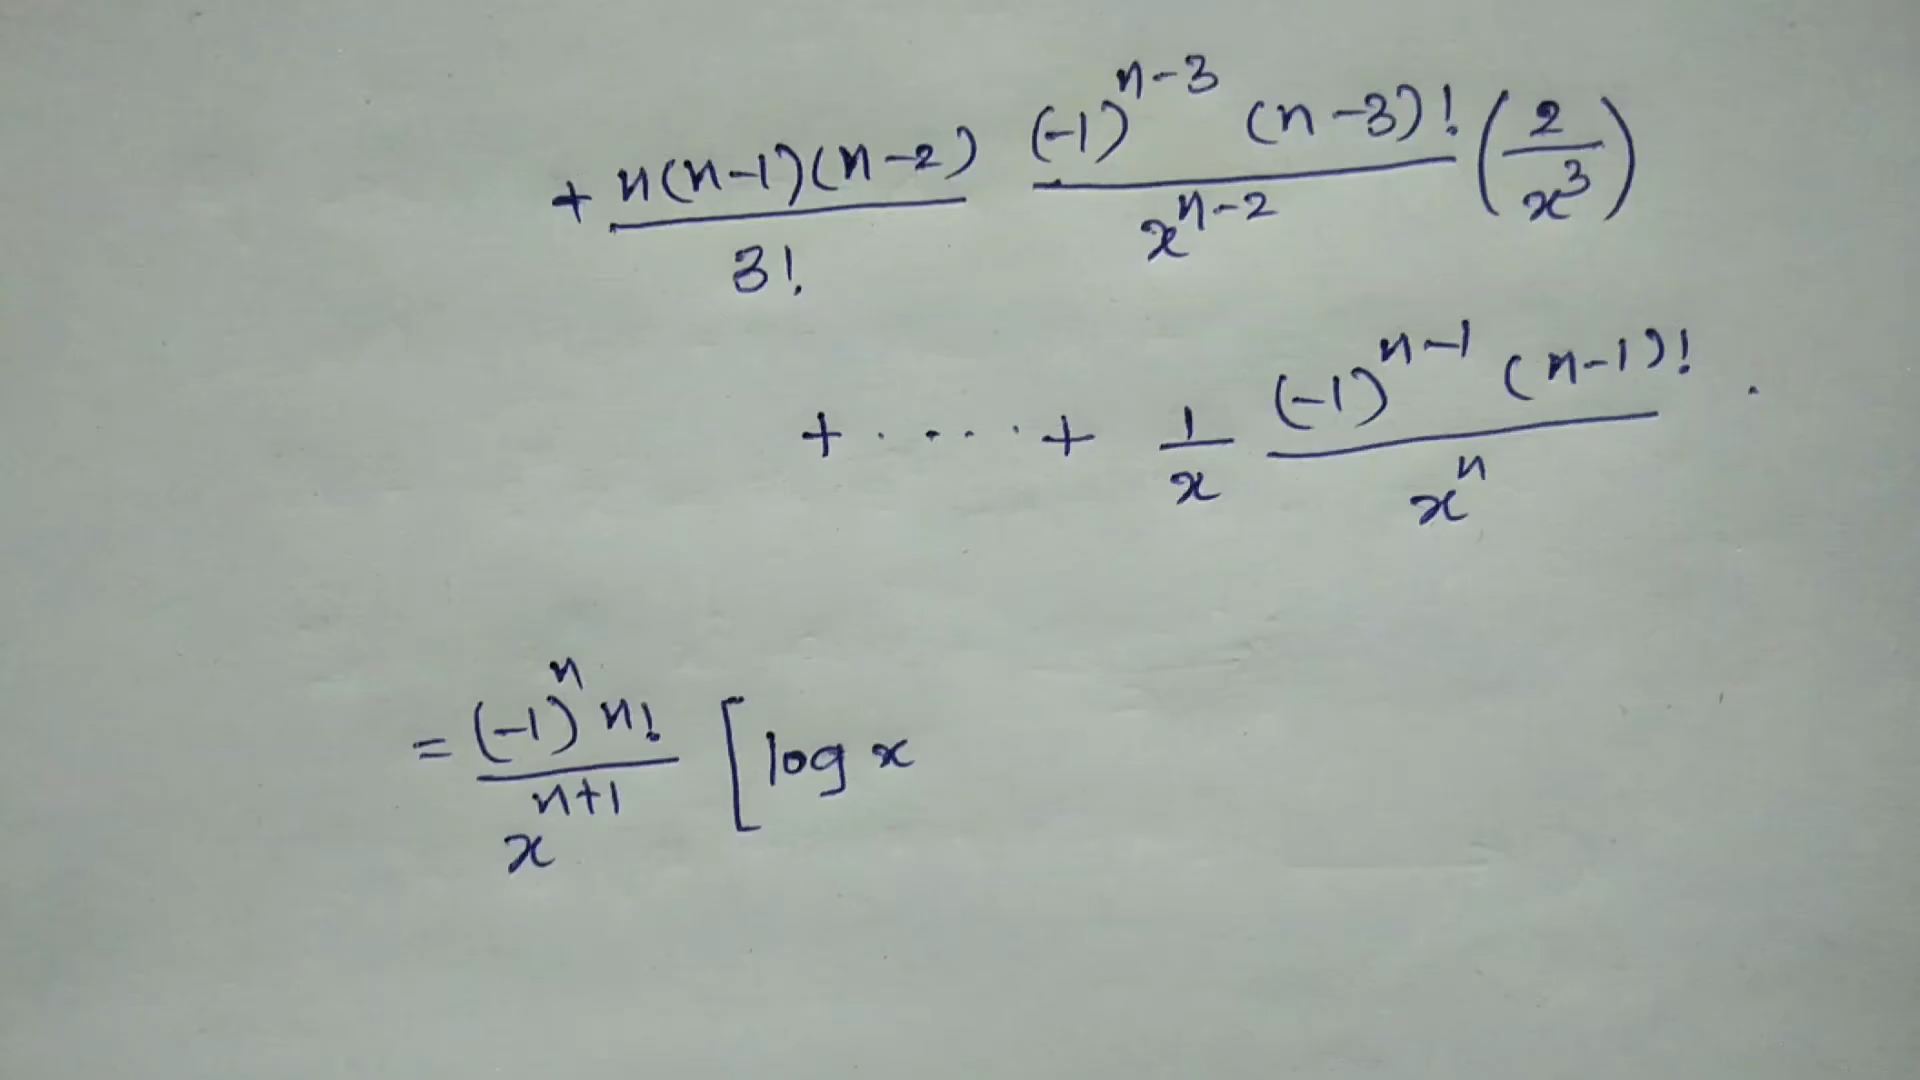 + n(n-1)(n-2)/3! (-1)^{n-3} (n-3)!/x^{n-2} (2/x^3)
+ . . . . . + 1/x (-1)^{n-1} (n-1)!/x^n .
= (-1)^n n!/x^{n+1} [log x